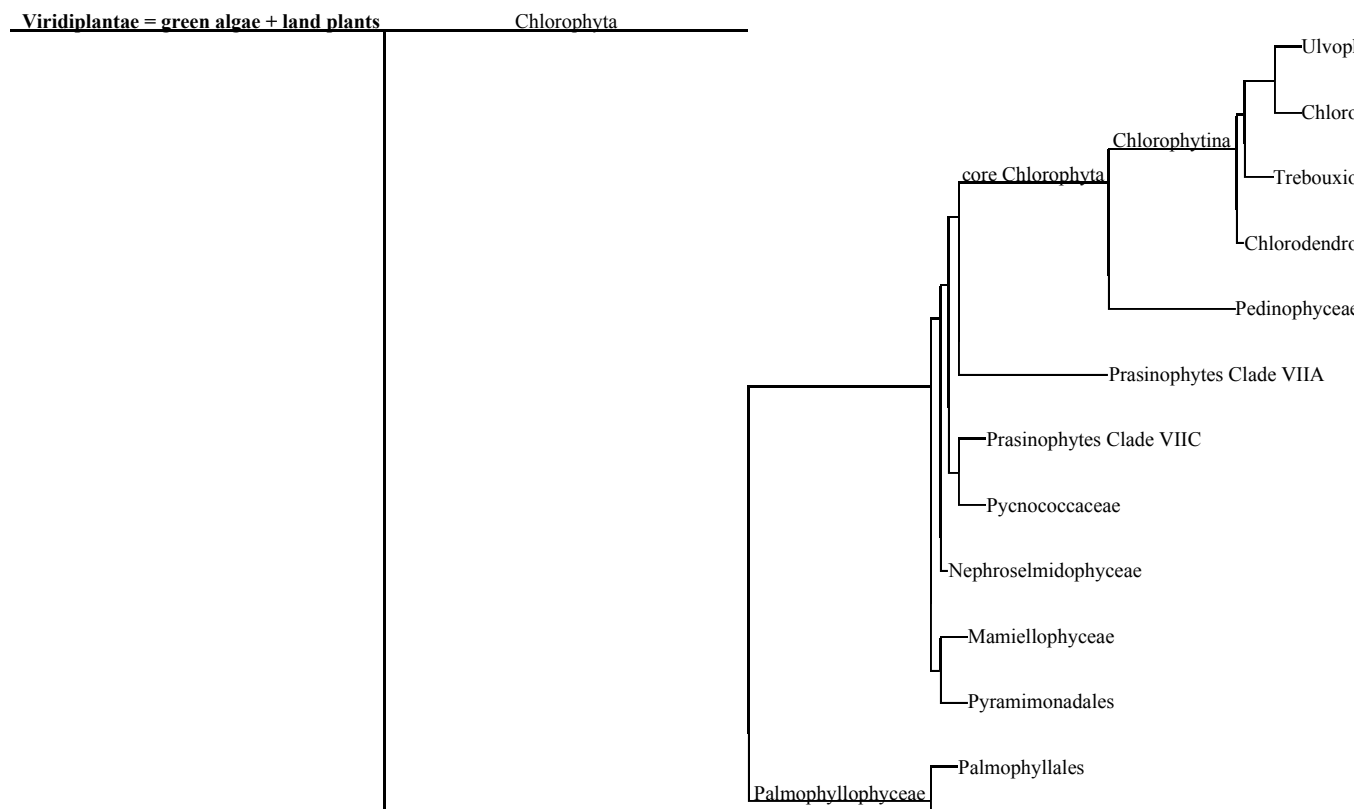 Viridiplantae = green algae + land plants
Chlorophyta
Chlorophytina
core Chlorophyta
Pedinophyceae
Prasinophytes Clade VIIA
Prasinophytes Clade VIIC
Pycnococcaceae
Nephroselmidophyceae
Mamiellophyceae
Pyramimonadales
Palmophyllales
Palmophyllophyceae